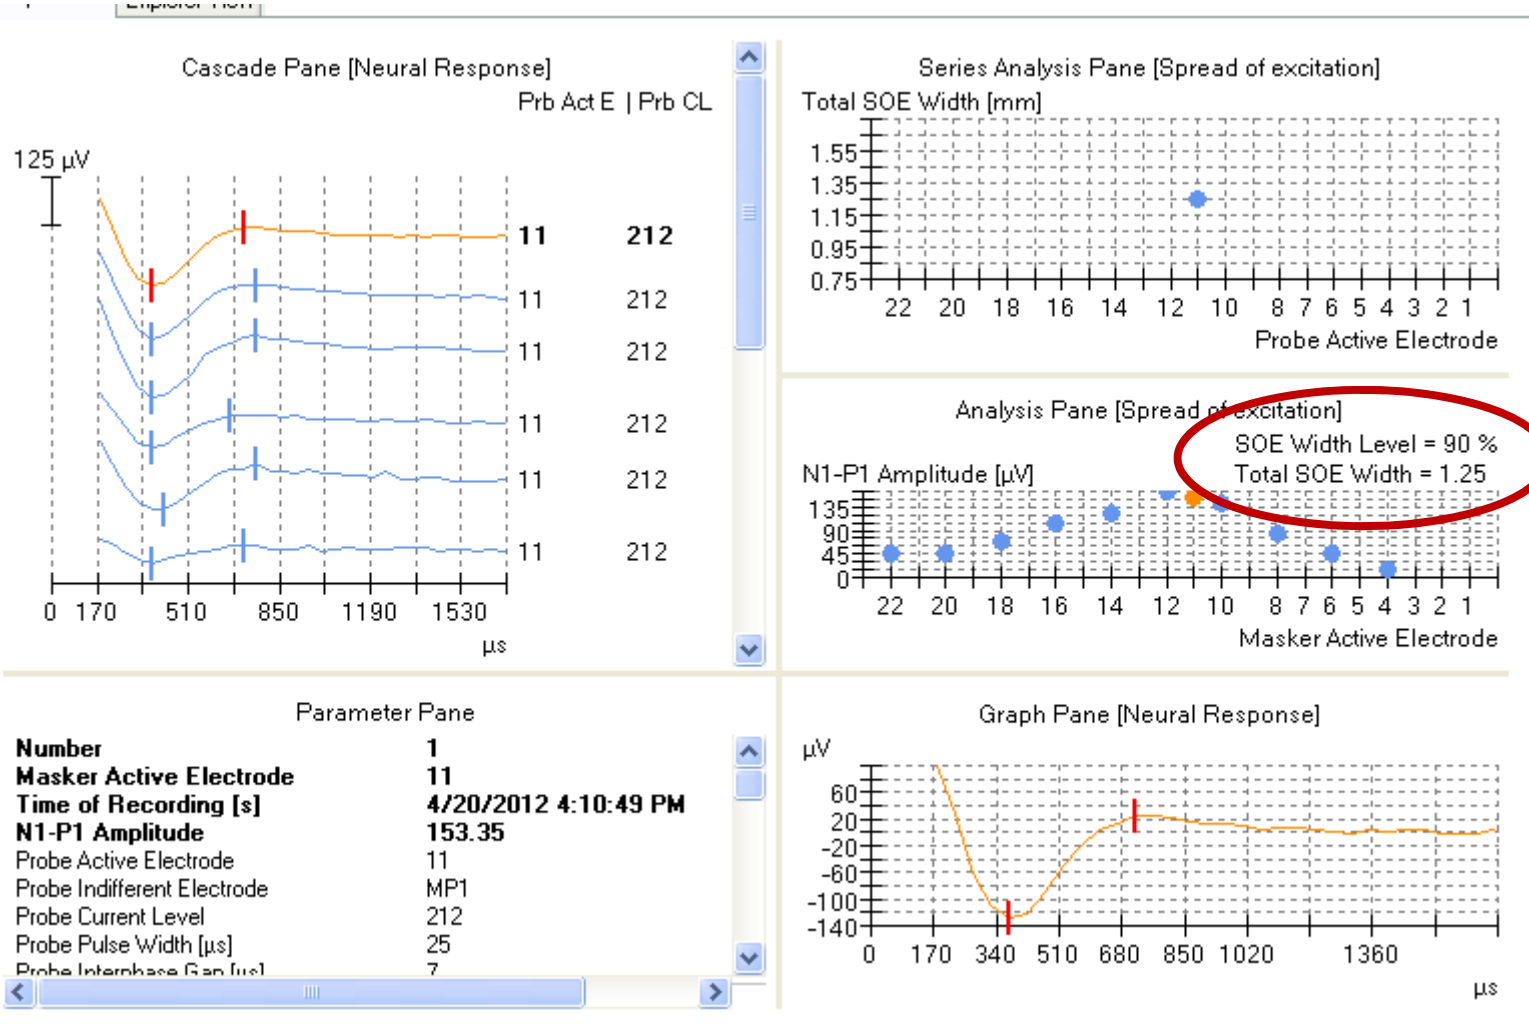 Explorer View
Cascade Pane [Neural Response]
Prb Act E | Prb CL
125 µV
11 212
11 212
11 212
11 212
11 212
11 212
0 170 510 850 1190 1530
µs
Series Analysis Pane [Spread of excitation]
Total SOE Width [mm]
1.55
1.35
1.15
0.95
0.75
22 20 18 16 14 12 10 8 7 6 5 4 3 2 1
Probe Active Electrode
Analysis Pane [Spread of excitation]
SOE Width Level = 90 %
N1-P1 Amplitude [µV]
Total SOE Width = 1.25
135
90
45
0
22 20 18 16 14 12 10 8 7 6 5 4 3 2 1
Masker Active Electrode
Parameter Pane
Number 1
Masker Active Electrode 11
Time of Recording [s] 4/20/2012 4:10:49 PM
N1-P1 Amplitude 153.35
Probe Active Electrode 11
Probe Indifferent Electrode MP1
Probe Current Level 212
Probe Pulse Width [µs] 25
Probe Interphase Gap [µs] 7
Graph Pane [Neural Response]
µV
60
20
-20
-60
-100
-140
0 170 340 510 680 850 1020 1360
µs